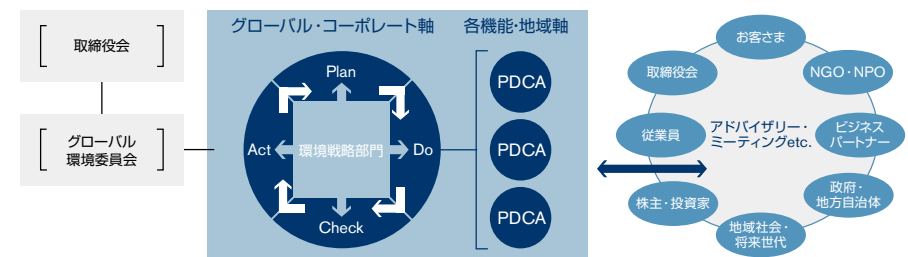 取締役会
グローバル
環境委員会
グローバル・コーポレート軸
Plan
Act
環境戦略部門
Do
Check
各機能・地域軸
PDCA
PDCA
PDCA
お客さま
取締役会
NGO・NPO
従業員
アドバイザリー・
ミーティングetc.
ビジネス
パートナー
株主・投資家
政府・
地方自治体
地域社会・
将来世代